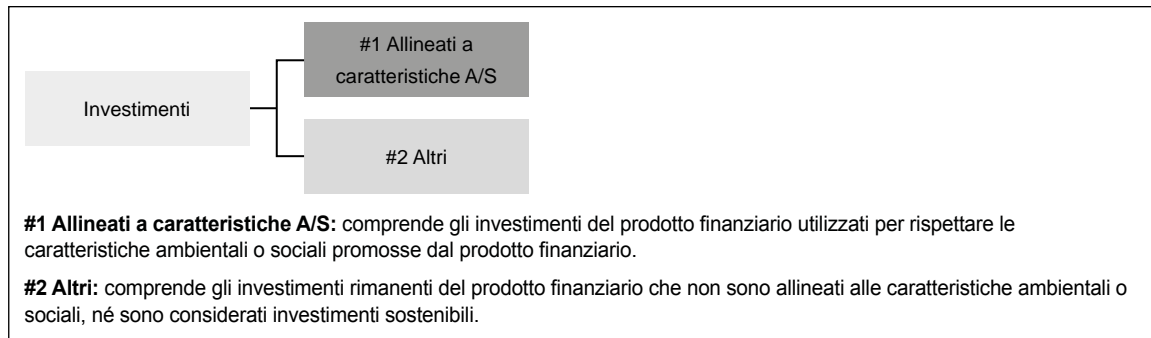 #1 Allineati a
caratteristiche A/S
Investimenti
#2 Altri
#1 Allineati a caratteristiche A/S: comprende gli investimenti del prodotto finanziario utilizzati per rispettare le
caratteristiche ambientali o sociali promosse dal prodotto finanziario.
#2 Altri: comprende gli investimenti rimanenti del prodotto finanziario che non sono allineati alle caratteristiche ambientali o
sociali, né sono considerati investimenti sostenibili.